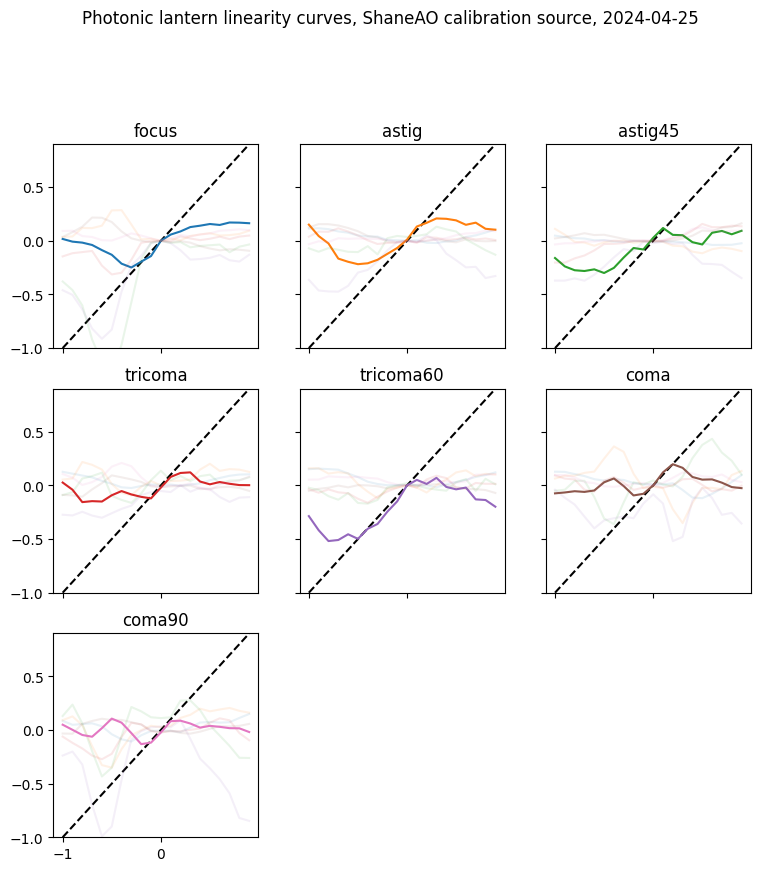 Photonic lantern linearity curves, ShaneAO calibration source, 2024-04-25
focus
astig
astig45
0.5
0.0
−0.5
−1.0
tricoma
tricoma60
coma
0.5
0.0
−0.5
−1.0
coma90
0.5
0.0
−0.5
−1.0
−1 0